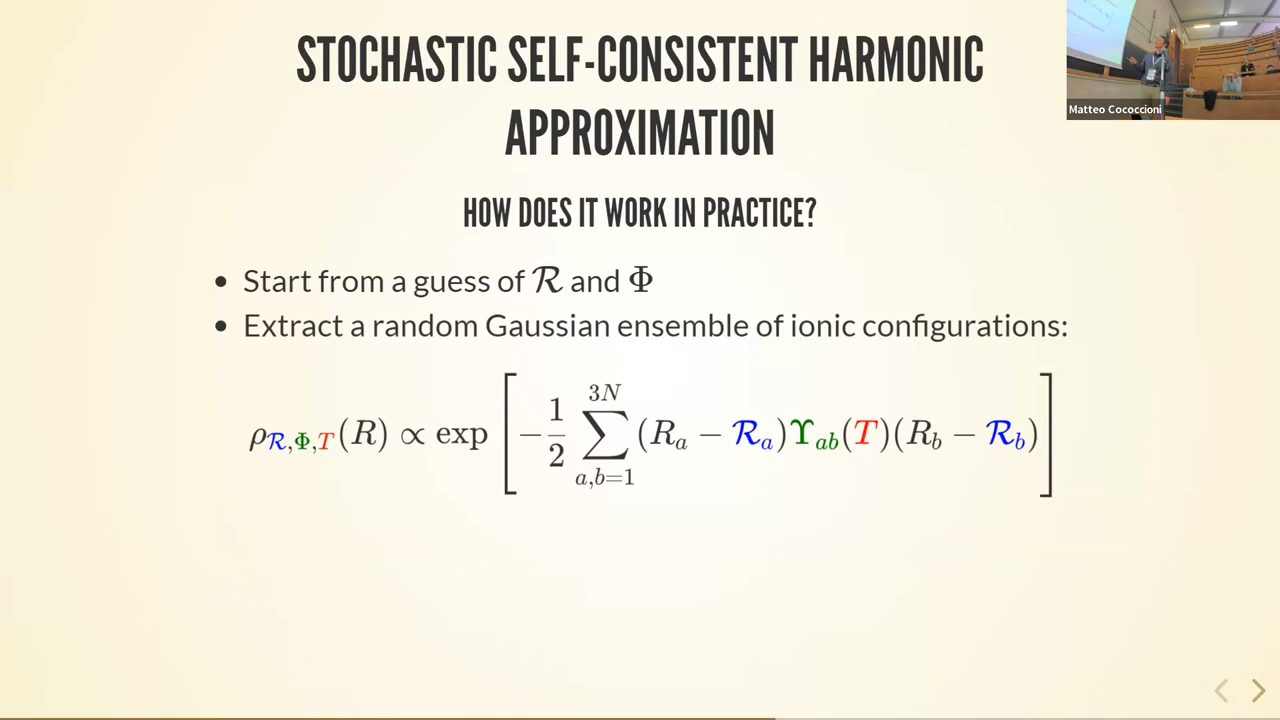 STOCHASTIC SELF-CONSISTENT HARMONIC
APPROXIMATION
Matteo Cococcioni
HOW DOES IT WORK IN PRACTICE?
• Start from a guess of ℛ and Φ
• Extract a random Gaussian ensemble of ionic configurations:
ρ_{ℛ,Φ,T}(R) ∝ exp [ −1/2 ∑_{a,b=1}^{3N} (R_a − ℛ_a)ϒ_{ab}(T)(R_b − ℛ_b) ]